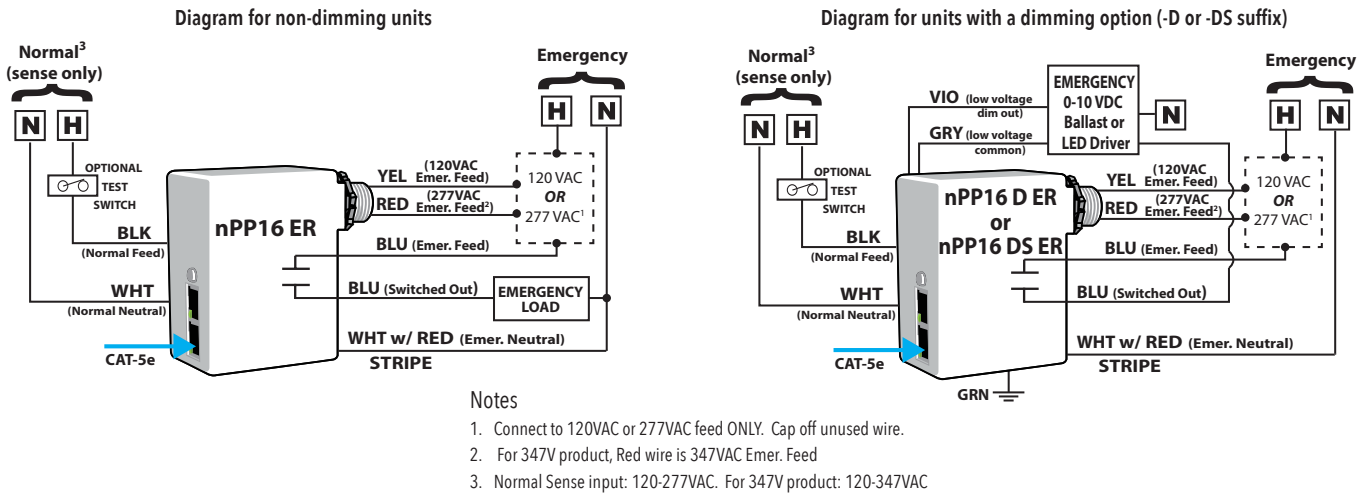 Diagram for non-dimming units
Normal3
(sense only)
N H
Emergency
H N
OPTIONAL
TEST
SWITCH
BLK
(Normal Feed)
WHT
(Normal Neutral)
CAT-5e
nPP16 ER
YEL (120VAC Emer. Feed)
RED (277VAC Emer. Feed2)
120 VAC
OR
277 VAC1
BLU (Emer. Feed)
BLU (Switched Out)
EMERGENCY
LOAD
WHT w/ RED (Emer. Neutral)
STRIPE
Diagram for units with a dimming option (-D or -DS suffix)
Normal3
(sense only)
N H
Emergency
H N
VIO (low voltage dim out)
GRY (low voltage common)
EMERGENCY
0-10 VDC
Ballast or
LED Driver
N
OPTIONAL
TEST
SWITCH
BLK
(Normal Feed)
WHT
(Normal Neutral)
CAT-5e
nPP16 D ER
or
nPP16 DS ER
YEL (120VAC Emer. Feed)
RED (277VAC Emer. Feed2)
120 VAC
OR
277 VAC1
BLU (Emer. Feed)
BLU (Switched Out)
WHT w/ RED (Emer. Neutral)
STRIPE
GRN
Notes
1. Connect to 120VAC or 277VAC feed ONLY. Cap off unused wire.
2. For 347V product, Red wire is 347VAC Emer. Feed
3. Normal Sense input: 120-277VAC. For 347V product: 120-347VAC